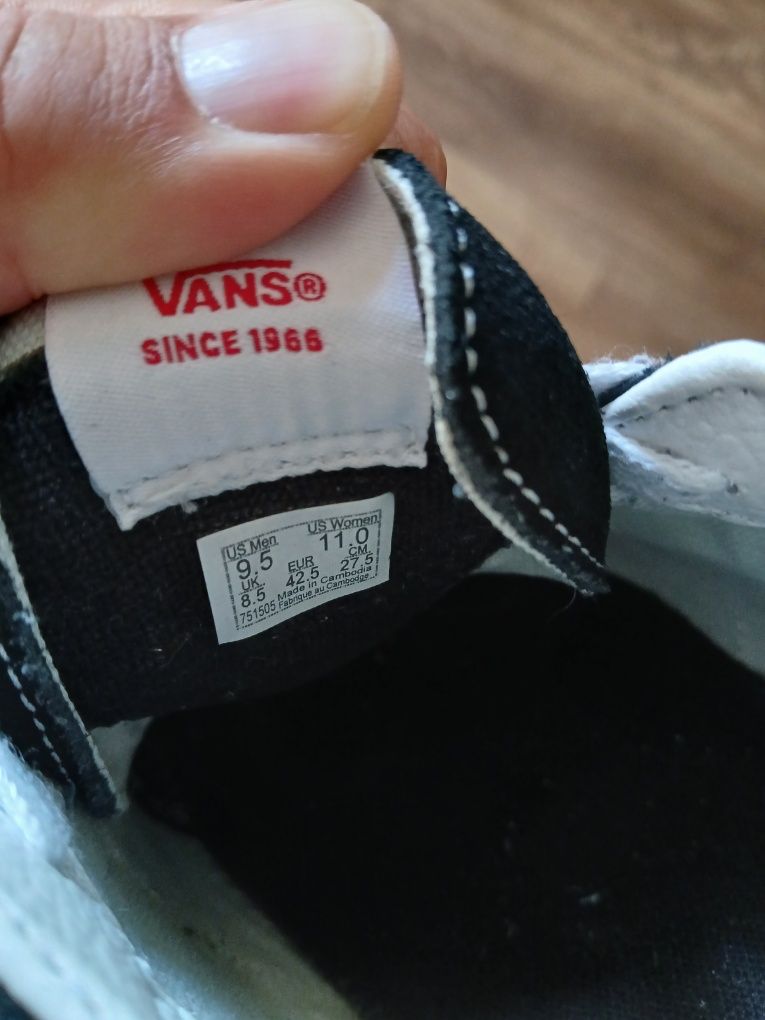 VANS®
SINCE 1966
US Men US Women
9.5 11.0
UK. EUR CM.
8.5 42.5 27.5
Made in Cambodia
751505 Fabrique au Cambodge